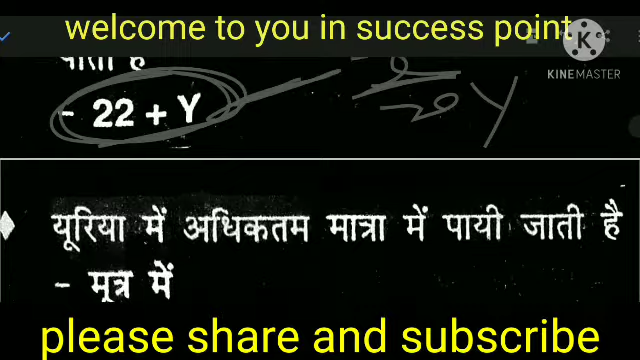 welcome to you in success point
KINEMASTER
पाता है
- 22 + Y
यूरिया में अधिकतम मात्रा में पायी जाती है
- मूत्र में
please share and subscribe